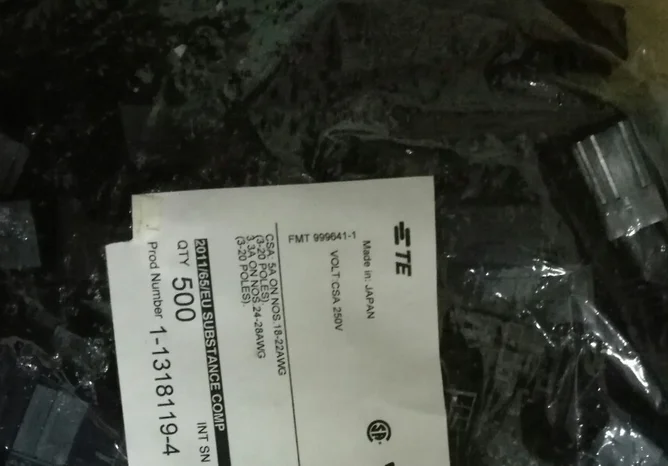 TE
Made in: JAPAN
FMT 999641-1
VOLT:CSA 250V
CSA: 5A ON NOS.18-22AWG
(3-20 POLES).
3.3A ON NOS.24-28AWG
(3-20 POLES).
2011/65/EU SUBSTANCE COMP
QTY 500
INT SN
Prod Number 1-1318119-4